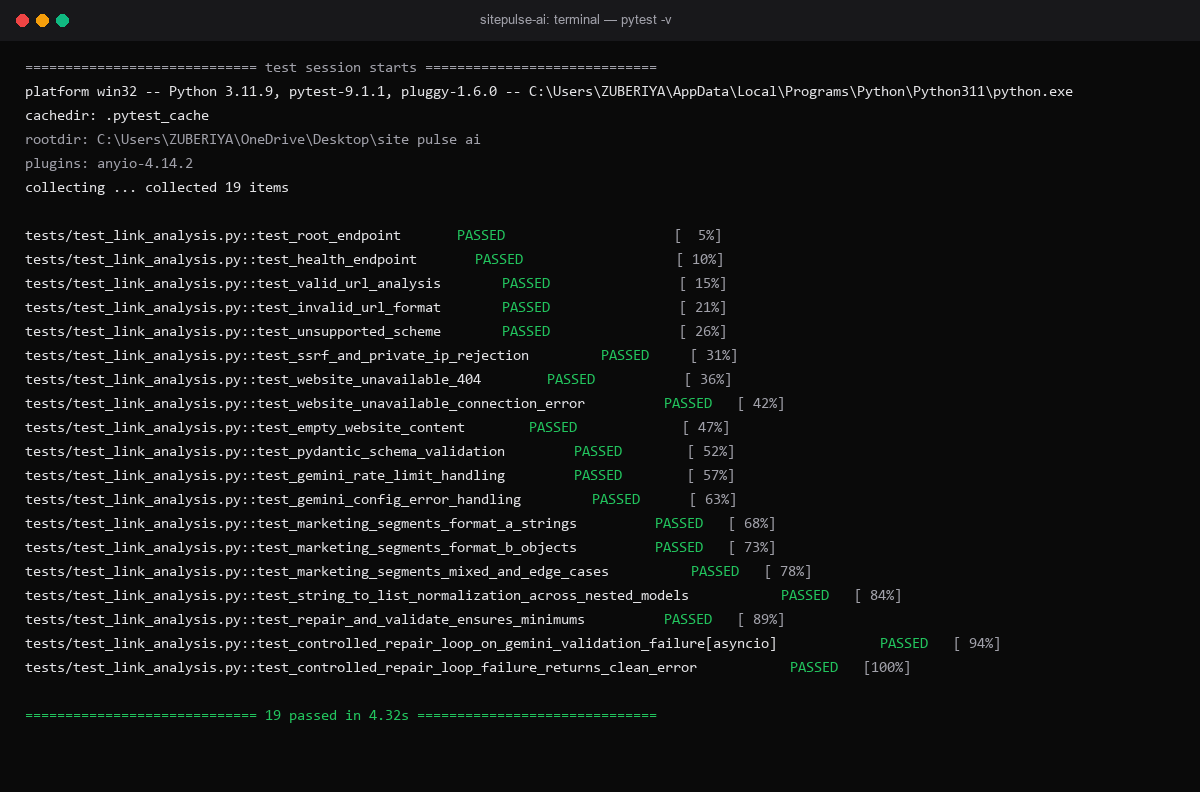 sitepulse-ai: terminal — pytest -v
============================= test session starts =============================
platform win32 -- Python 3.11.9, pytest-9.1.1, pluggy-1.6.0 -- C:\Users\ZUBERIYA\AppData\Local\Programs\Python\Python311\python.exe
cachedir: .pytest_cache
rootdir: C:\Users\ZUBERIYA\OneDrive\Desktop\site pulse ai
plugins: anyio-4.14.2
collecting ... collected 19 items
tests/test_link_analysis.py::test_root_endpoint PASSED [  5%]
tests/test_link_analysis.py::test_health_endpoint PASSED [ 10%]
tests/test_link_analysis.py::test_valid_url_analysis PASSED [ 15%]
tests/test_link_analysis.py::test_invalid_url_format PASSED [ 21%]
tests/test_link_analysis.py::test_unsupported_scheme PASSED [ 26%]
tests/test_link_analysis.py::test_ssrf_and_private_ip_rejection PASSED [ 31%]
tests/test_link_analysis.py::test_website_unavailable_404 PASSED [ 36%]
tests/test_link_analysis.py::test_website_unavailable_connection_error PASSED [ 42%]
tests/test_link_analysis.py::test_empty_website_content PASSED [ 47%]
tests/test_link_analysis.py::test_pydantic_schema_validation PASSED [ 52%]
tests/test_link_analysis.py::test_gemini_rate_limit_handling PASSED [ 57%]
tests/test_link_analysis.py::test_gemini_config_error_handling PASSED [ 63%]
tests/test_link_analysis.py::test_marketing_segments_format_a_strings PASSED [ 68%]
tests/test_link_analysis.py::test_marketing_segments_format_b_objects PASSED [ 73%]
tests/test_link_analysis.py::test_marketing_segments_mixed_and_edge_cases PASSED [ 78%]
tests/test_link_analysis.py::test_string_to_list_normalization_across_nested_models PASSED [ 84%]
tests/test_link_analysis.py::test_repair_and_validate_ensures_minimums PASSED [ 89%]
tests/test_link_analysis.py::test_controlled_repair_loop_on_gemini_validation_failure[asyncio] PASSED [ 94%]
tests/test_link_analysis.py::test_controlled_repair_loop_failure_returns_clean_error PASSED [100%]
============================= 19 passed in 4.32s ==============================